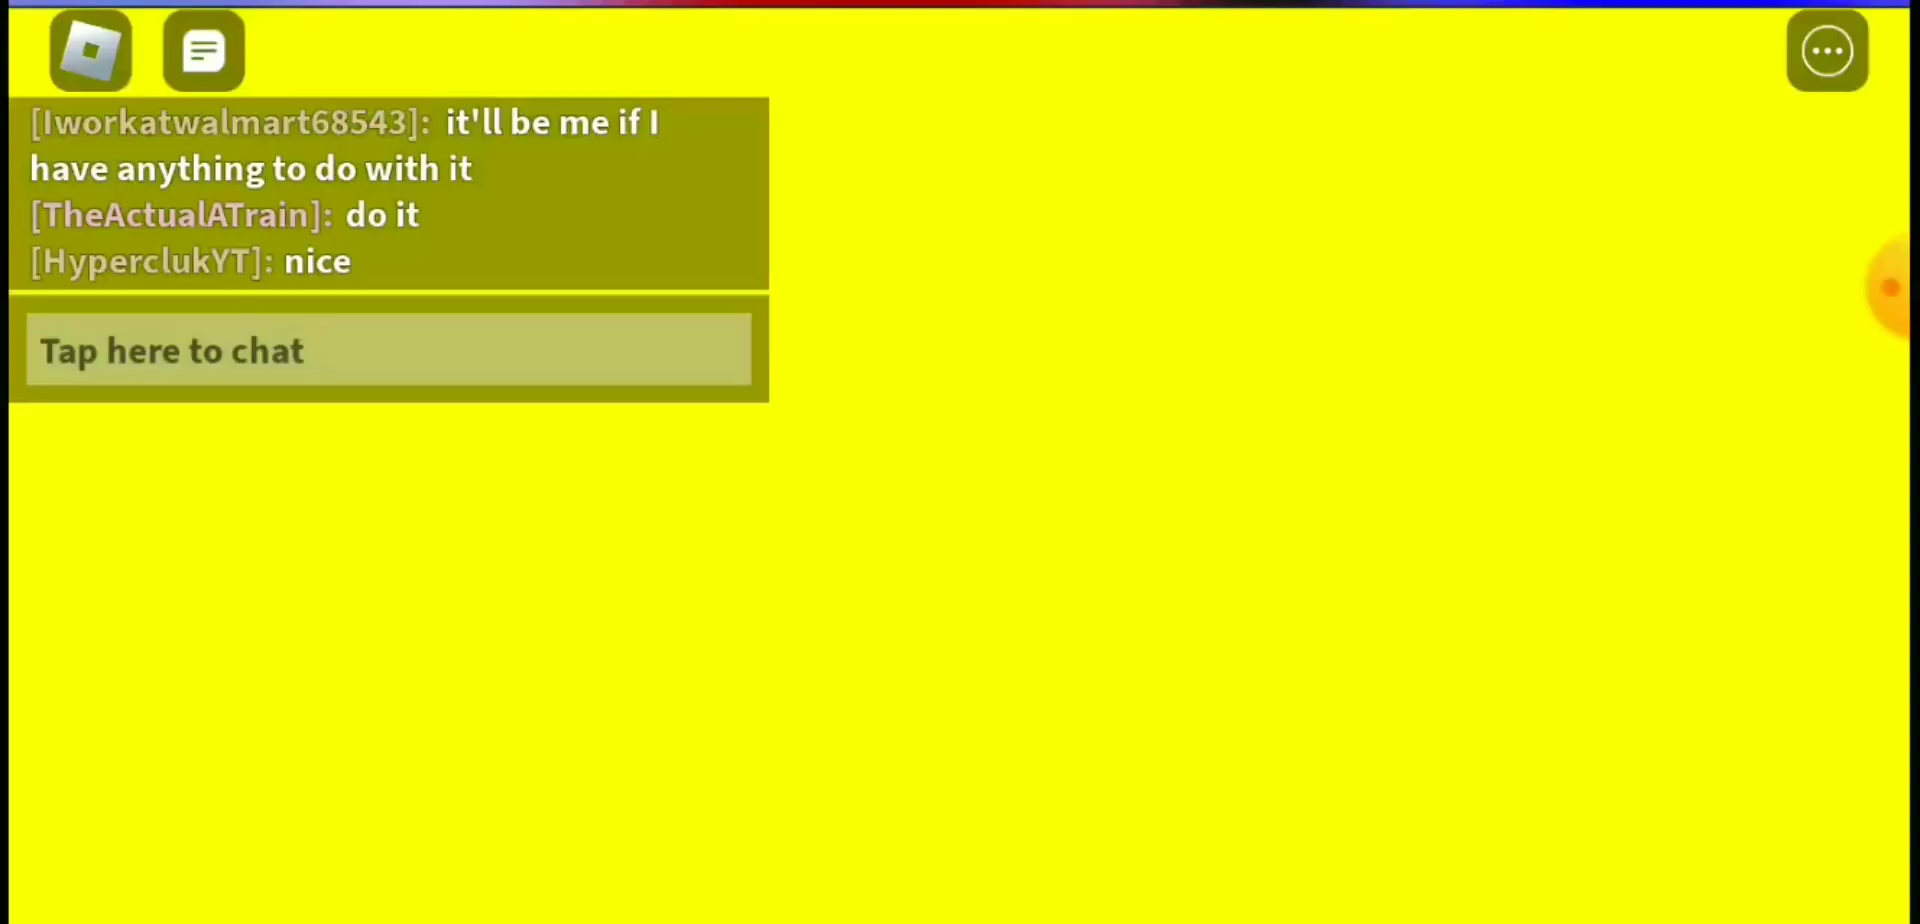 [Iworkatwalmart68543]: it'll be me if I
have anything to do with it
[TheActualATrain]: do it
[HyperclukYT]: nice
Tap here to chat